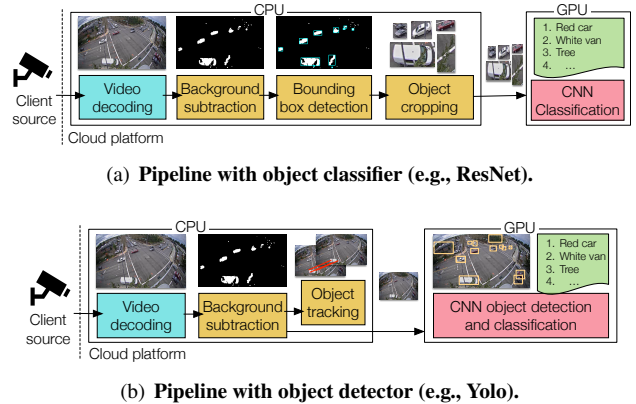 CPU
GPU
1. Red car
2. White van
3. Tree
4. ...
Client
source
Video
decoding
Background
subtraction
Bounding
box detection
Object
cropping
CNN
Classification
Cloud platform
(a) Pipeline with object classifier (e.g., ResNet).
CPU
GPU
1. Red car
2. White van
3. Tree
4. ...
Client
source
Video
decoding
Background
subtraction
Object
tracking
CNN object detection
and classification
Cloud platform
(b) Pipeline with object detector (e.g., Yolo).